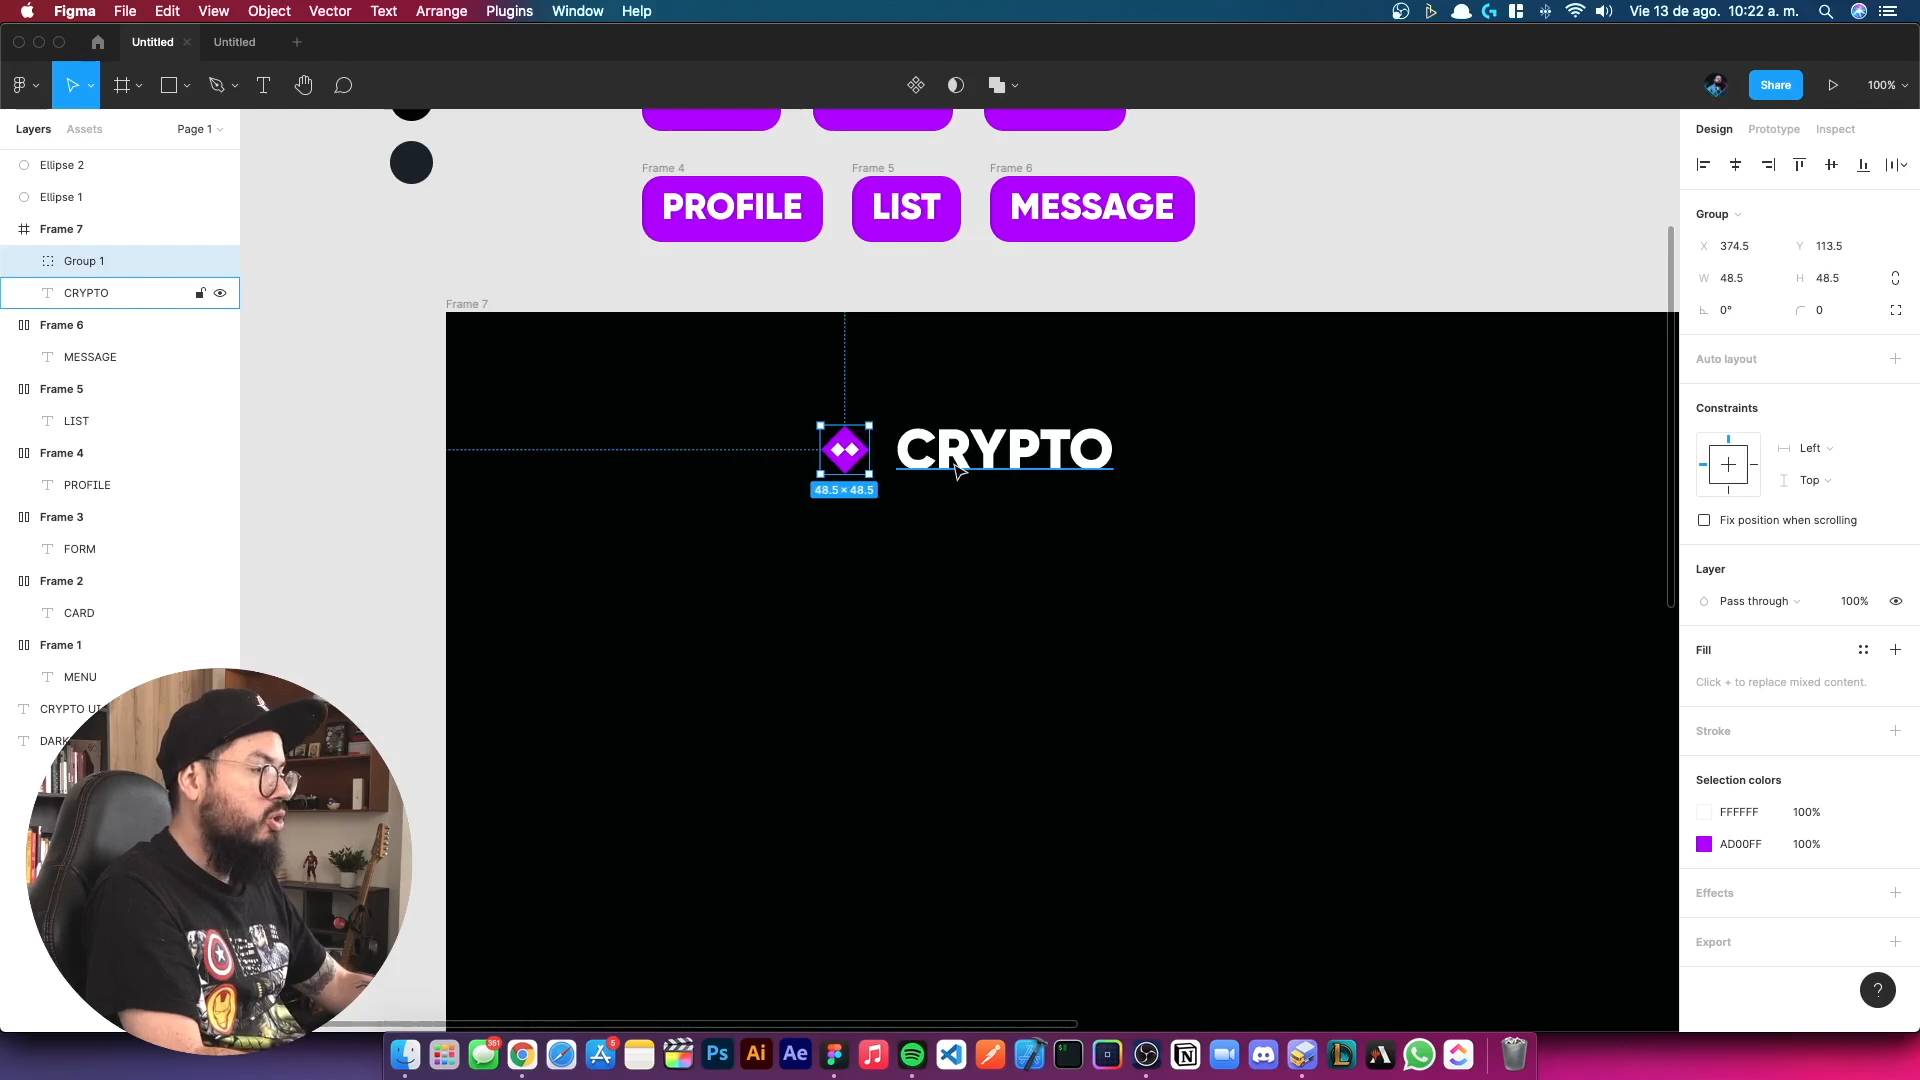 Figma File Edit View Object Vector Text Arrange Plugins Window Help
Vie 13 de ago. 10:22 a. m.
Untitled
Untitled
Share
100%
Layers Assets Page 1
Ellipse 2
Ellipse 1
Frame 7
Group 1
CRYPTO
Frame 6
MESSAGE
Frame 5
LIST
Frame 4
PROFILE
Frame 3
FORM
Frame 2
CARD
Frame 1
MENU
CRYPTO UI
DARK
Frame 4
PROFILE
Frame 5
LIST
Frame 6
MESSAGE
Frame 7
CRYPTO
48.5 × 48.5
Design Prototype Inspect
Group
X 374.5 Y 113.5
W 48.5 H 48.5
0° 0
Auto layout
Constraints
Left
Top
Fix position when scrolling
Layer
Pass through 100%
Fill
Click + to replace mixed content.
Stroke
Selection colors
FFFFFF 100%
AD00FF 100%
Effects
Export
?
351
5
Ps
Ai
Ae